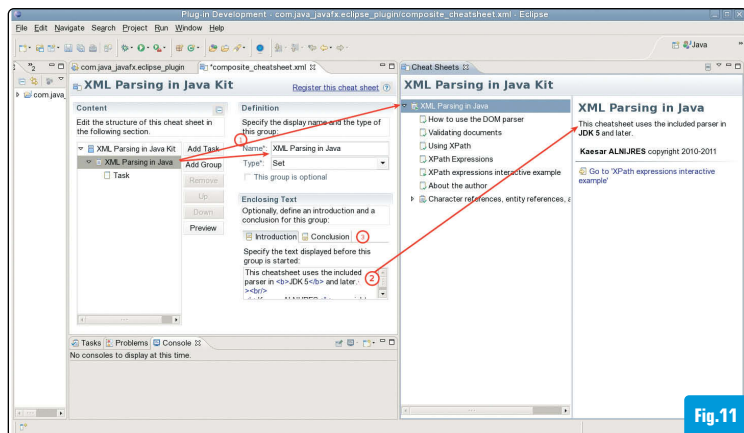 Plug-in Development - com.java_javafx.eclipse_plugin/composite_cheatsheet.xml - Eclipse
File Edit Navigate Search Project Run Window Help
Java
com.java_javafx.eclipse_plugin
*composite_cheatsheet.xml
Cheat Sheets
com.java_
XML Parsing in Java Kit
Register this cheat sheet
Content
Edit the structure of this cheat sheet in
the following section.
XML Parsing in Java Kit
XML Parsing in Java
Task
Add Task
Add Group
Remove
Up
Down
Preview
Definition
Specify the display name and the type of
this group:
1
Name*: XML Parsing in Java
Type*: Set
This group is optional
Enclosing Text
Optionally, define an introduction and a
conclusion for this group:
Introduction
Conclusion
3
Specify the text displayed before this
group is started:
This cheatsheet uses the included
parser in <b>JDK 5</b> and later.
><br/>
2
Tasks
Problems
Console
No consoles to display at this time.
XML Parsing in Java Kit
XML Parsing in Java
How to use the DOM parser
Validating documents
Using XPath
XPath Expressions
XPath expressions interactive example
About the author
Character references, entity references, a
XML Parsing in Java
This cheatsheet uses the included parser in
JDK 5 and later.
Kaesar ALNIJRES copyright 2010-2011
Go to 'XPath expressions interactive
example'
Fig.11